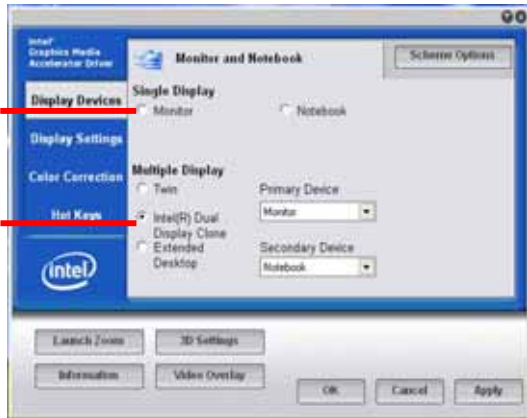 Intel®
Graphics Media
Accelerator Driver
Monitor and Notebook
Scheme Options
Display Devices
Single Display
Monitor
Notebook
Display Settings
Color Correction
Multiple Display
Twin
Primary Device
Hot Keys
Intel(R) Dual
Display Clone
Monitor
Extended
Desktop
Secondary Device
Notebook
intel
Launch Zoom
3D Settings
Information
Video Overlay
OK
Cancel
Apply